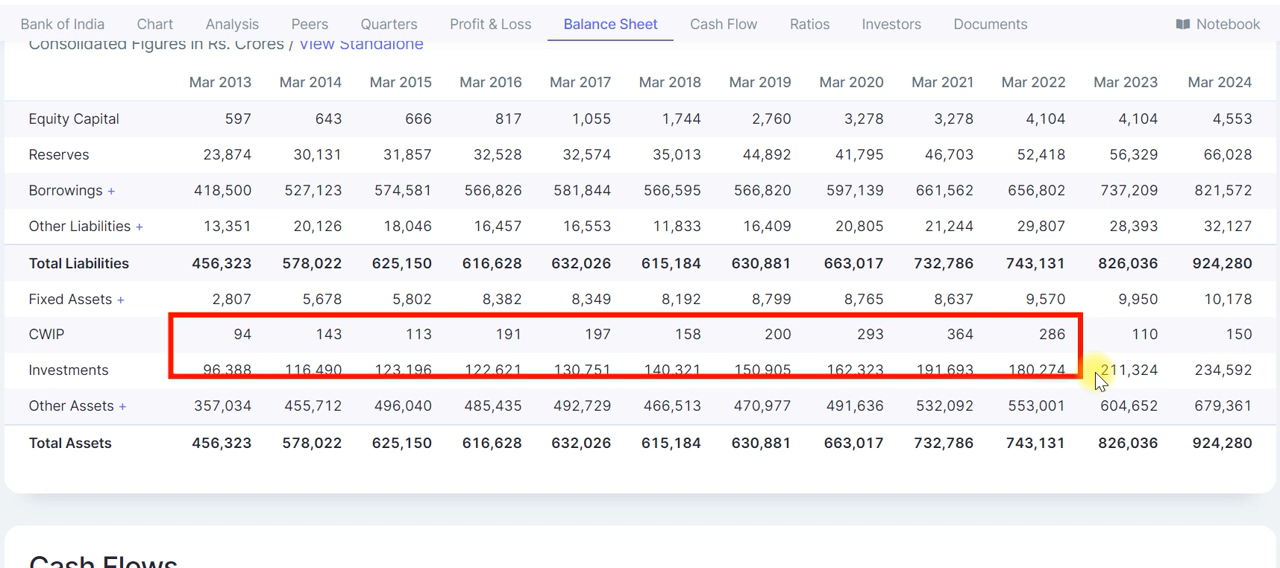 Bank of India Chart Analysis Peers Quarters Profit & Loss Balance Sheet Cash Flow Ratios Investors Documents Notebook
Consolidated Figures in Rs. Crores / View Standalone
Mar 2013 Mar 2014 Mar 2015 Mar 2016 Mar 2017 Mar 2018 Mar 2019 Mar 2020 Mar 2021 Mar 2022 Mar 2023 Mar 2024
Equity Capital 597 643 666 817 1,055 1,744 2,760 3,278 3,278 4,104 4,104 4,553
Reserves 23,874 30,131 31,857 32,528 32,574 35,013 44,892 41,795 46,703 52,418 56,329 66,028
Borrowings + 418,500 527,123 574,581 566,826 581,844 566,595 566,820 597,139 661,562 656,802 737,209 821,572
Other Liabilities + 13,351 20,126 18,046 16,457 16,553 11,833 16,409 20,805 21,244 29,807 28,393 32,127
Total Liabilities 456,323 578,022 625,150 616,628 632,026 615,184 630,881 663,017 732,786 743,131 826,036 924,280
Fixed Assets + 2,807 5,678 5,802 8,382 8,349 8,192 8,799 8,765 8,637 9,570 9,950 10,178
CWIP 94 143 113 191 197 158 200 293 364 286 110 150
Investments 96,388 116,490 123,196 122,621 130,751 140,321 150,905 162,323 191,693 180,274 211,324 234,592
Other Assets + 357,034 455,712 496,040 485,435 492,729 466,513 470,977 491,636 532,092 553,001 604,652 679,361
Total Assets 456,323 578,022 625,150 616,628 632,026 615,184 630,881 663,017 732,786 743,131 826,036 924,280
Cash Flows